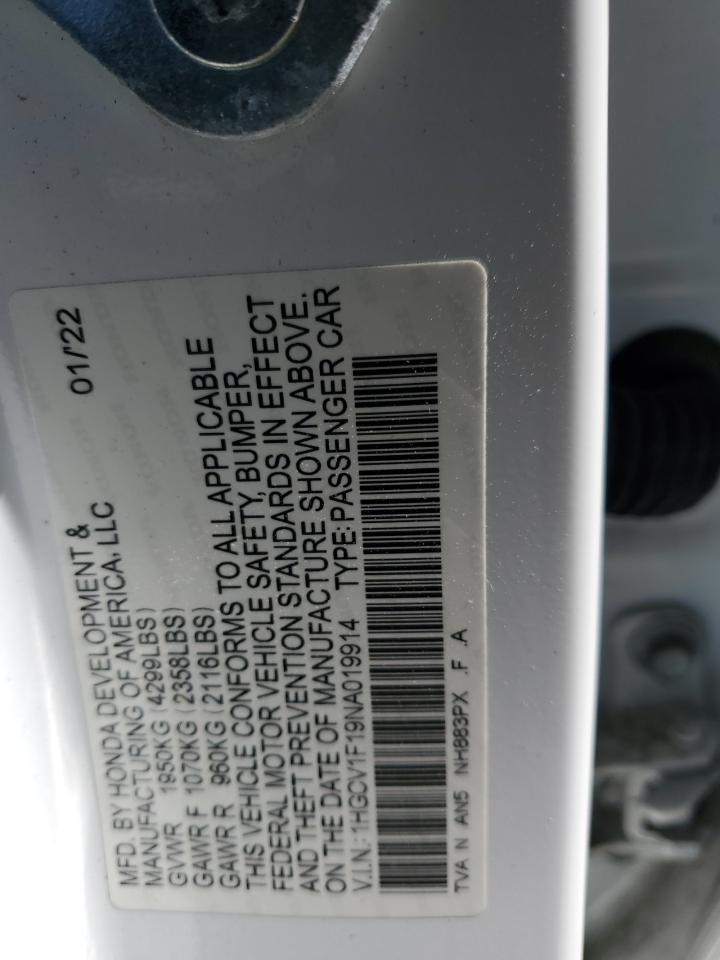 MFD. BY HONDA DEVELOPMENT &
MANUFACTURING OF AMERICA, LLC 01/'22
GVWR 1950KG (4299LBS)
GAWR F 1070KG (2358LBS)
GAWR R 960KG (2116LBS)
THIS VEHICLE CONFORMS TO ALL APPLICABLE
FEDERAL MOTOR VEHICLE SAFETY, BUMPER,
AND THEFT PREVENTION STANDARDS IN EFFECT
ON THE DATE OF MANUFACTURE SHOWN ABOVE.
V.I.N.: 1HGCV1F19NA019914 TYPE: PASSENGER CAR
TVA N AN5 NH883PX .F .A